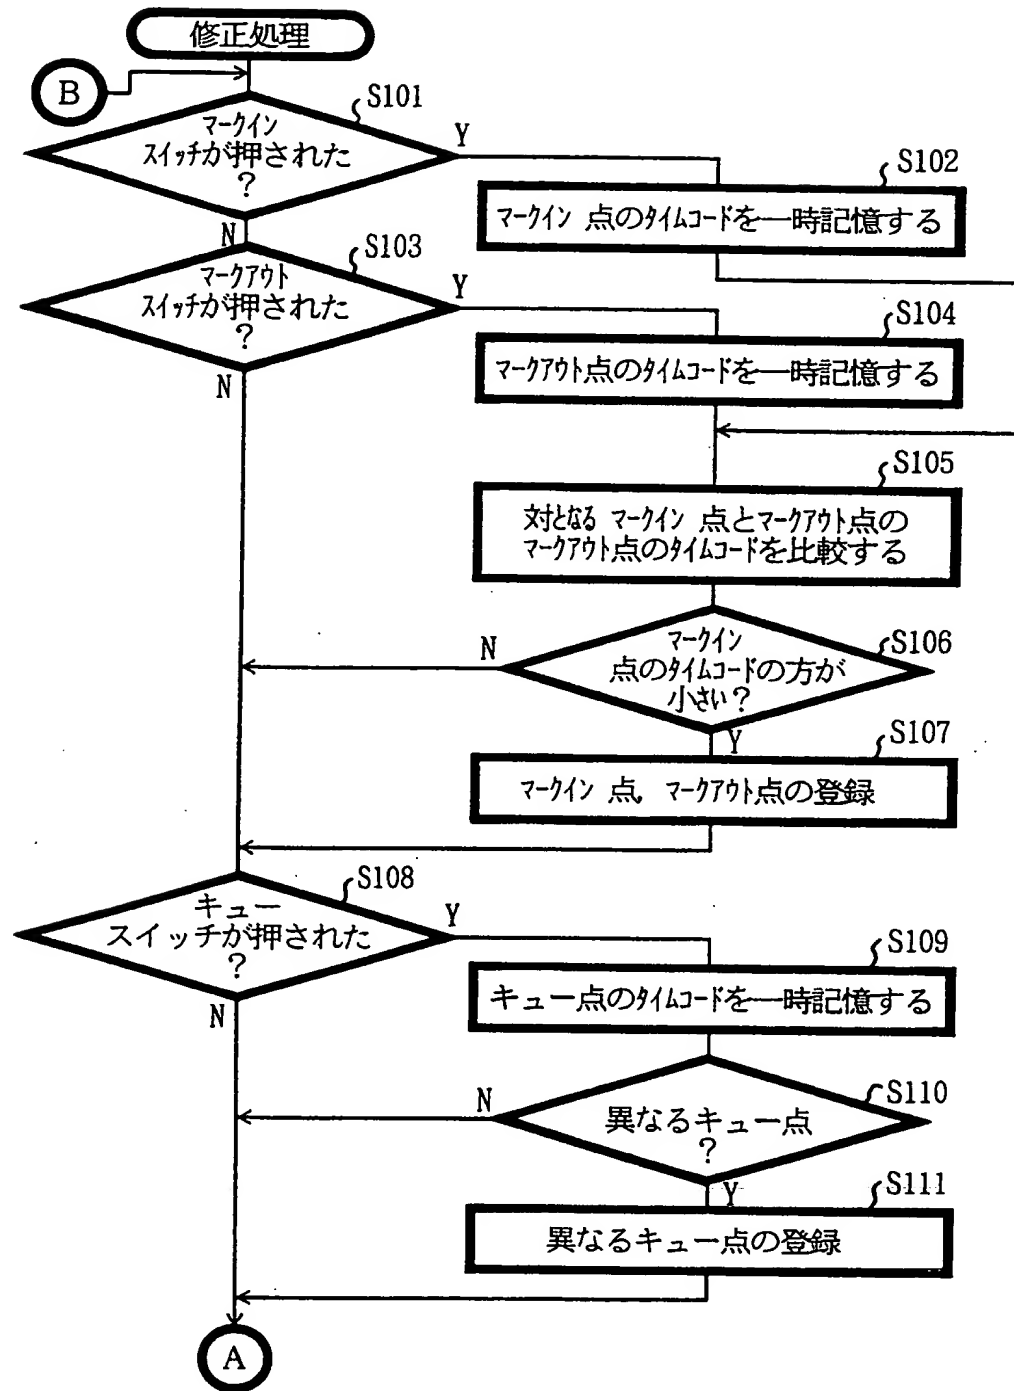 修正処理
B
S101
マークイン
スイッチが押された
?
Y
N
S102
マークイン 点のタイムコードを一時記憶する
S103
マークアウト
スイッチが押された
?
Y
N
S104
マークアウト点のタイムコードを一時記憶する
S105
対となる マークイン 点とマークアウト点の
マークアウト点のタイムコードを比較する
S106
マークイン
点のタイムコードの方が
小さい?
N
Y
S107
マークイン 点, マークアウト点の登録
S108
キュー
スイッチが押された
?
Y
N
S109
キュー点のタイムコードを一時記憶する
S110
異なるキュー点
?
N
Y
S111
異なるキュー点の登録
A